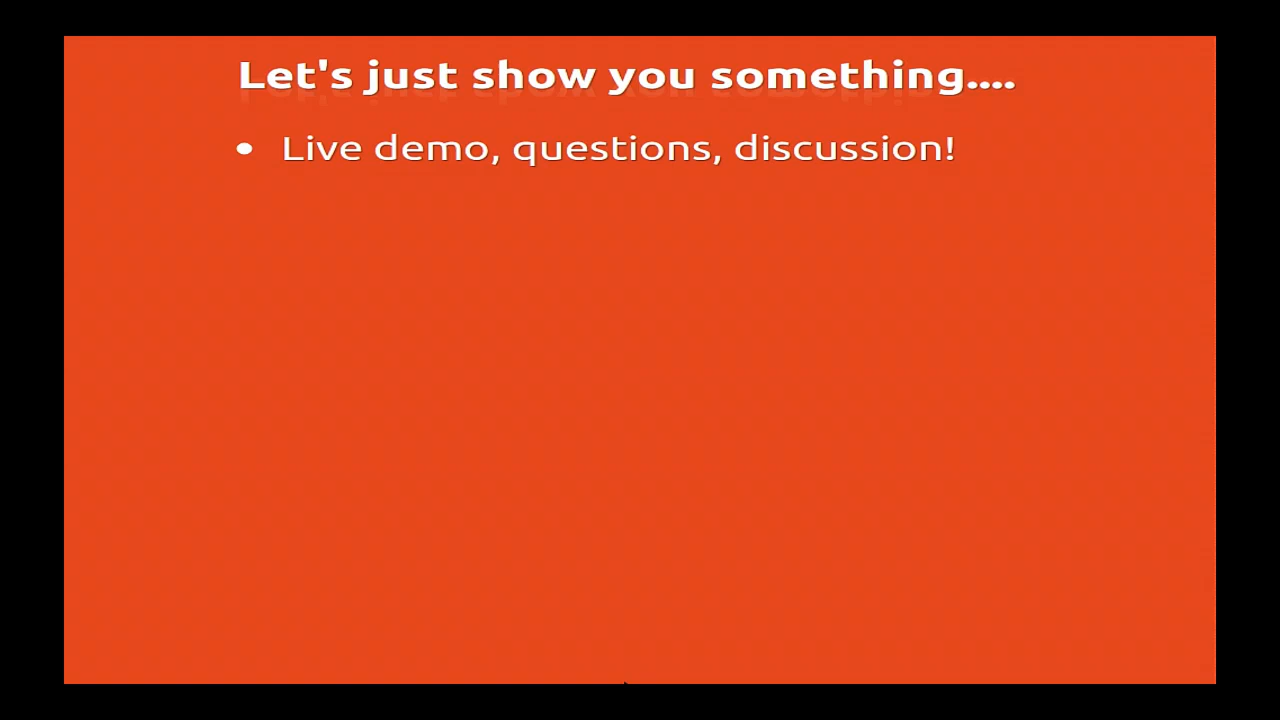 Let's just show you something....
• Live demo, questions, discussion!